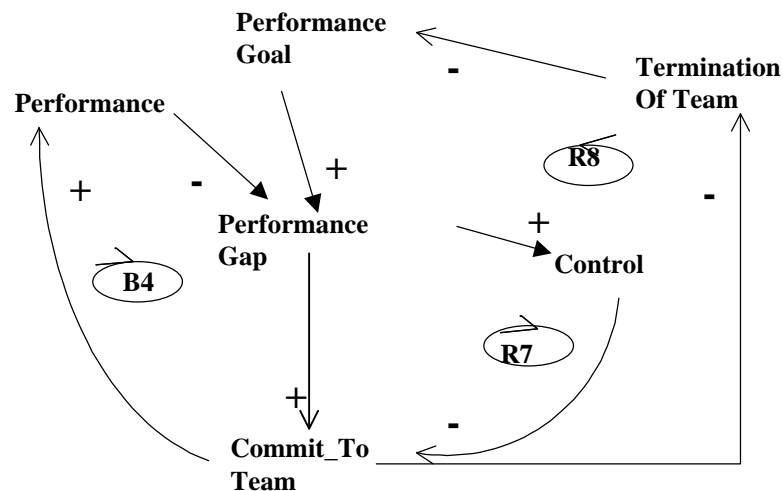 Performance
Goal
-
Termination
Of Team
Performance
R8
+
-
+
-
Performance
Gap
+
Control
B4
R7
+
-
Commit_To
Team